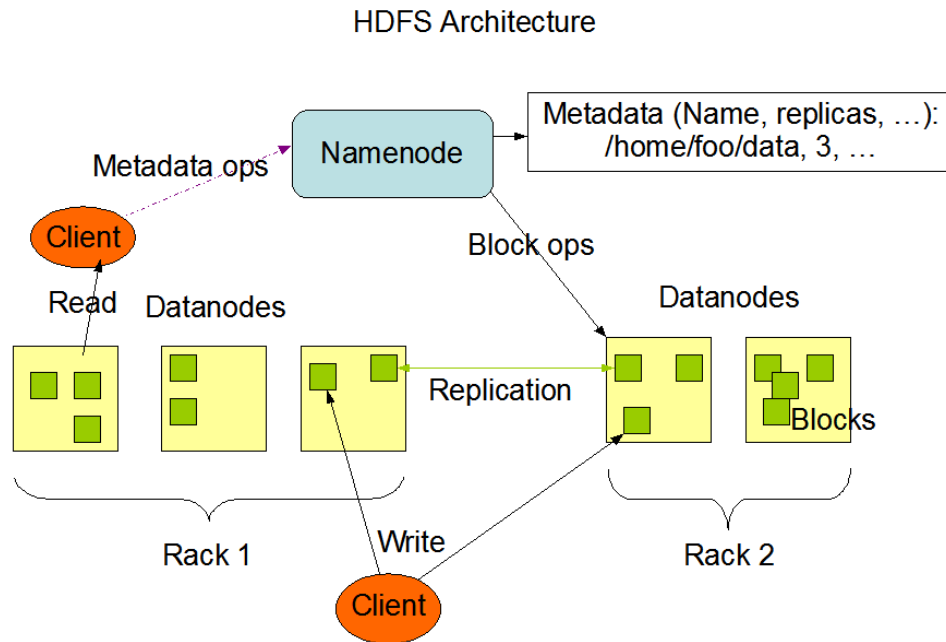 HDFS Architecture
Metadata (Name, replicas, …):
/home/foo/data, 3, …
Namenode
Metadata ops
Client
Block ops
Read
Datanodes
Datanodes
Replication
Blocks
Rack 1
Write
Rack 2
Client